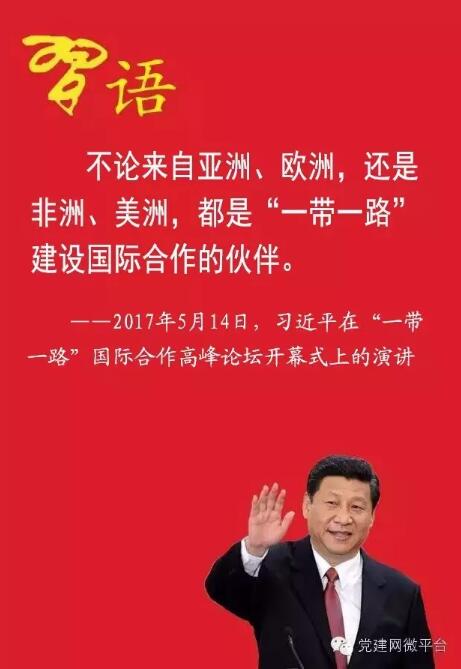 習语
不论来自亚洲、欧洲，还是
非洲、美洲，都是“一带一路”
建设国际合作的伙伴。
——2017年5月14日，习近平在“一带
一路”国际合作高峰论坛开幕式上的演讲
党建网微平台